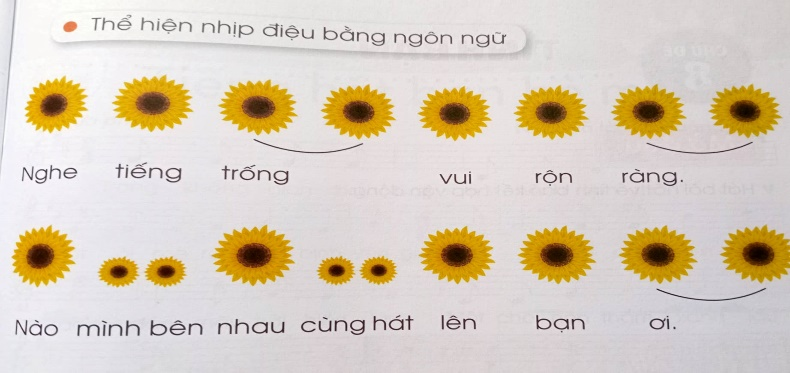 Thể hiện nhịp điệu bằng ngôn ngữ
Nghe tiếng trống vui rộn ràng.
Nào mình bên nhau cùng hát lên bạn ơi.